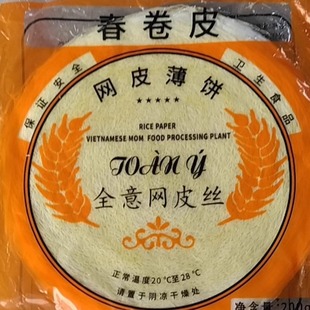 春卷皮
保证安全
网皮薄饼
卫生食品
★★★★★
RICE PAPER
VIETNAMESE MOM FOOD PROCESSING PLANT
TOÀN Ý
全意网皮丝
正常温度20℃至28℃
请置于阴凉干燥处
净含量:200g